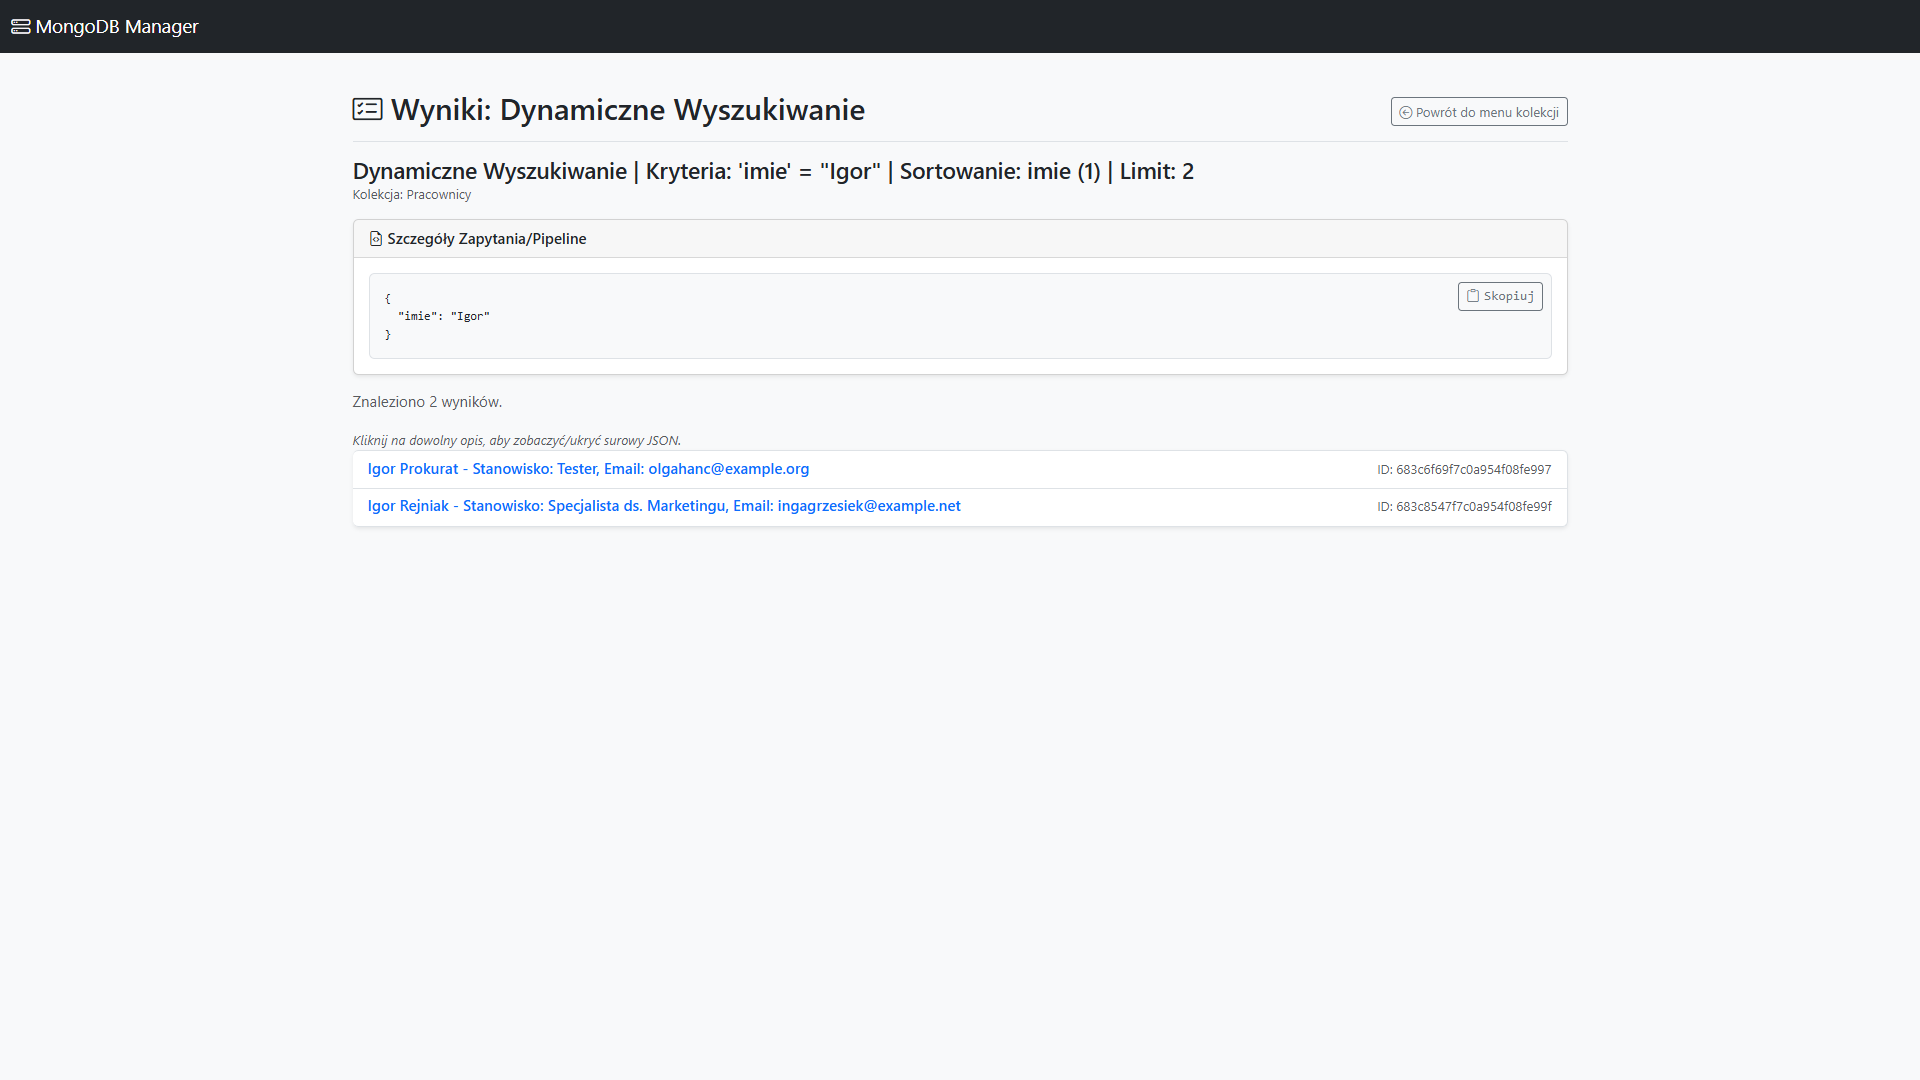 MongoDB Manager
Wyniki: Dynamiczne Wyszukiwanie
Powrót do menu kolekcji
Dynamiczne Wyszukiwanie | Kryteria: 'imie' = "Igor" | Sortowanie: imie (1) | Limit: 2
Kolekcja: Pracownicy
Szczegóły Zapytania/Pipeline
{
  "imie": "Igor"
}
Skopiuj
Znaleziono 2 wyników.
Kliknij na dowolny opis, aby zobaczyć/ukryć surowy JSON.
Igor Prokurat - Stanowisko: Tester, Email: olgahanc@example.org ID: 683c6f69f7c0a954f08fe997
Igor Rejniak - Stanowisko: Specjalista ds. Marketingu, Email: ingagrzesiek@example.net ID: 683c8547f7c0a954f08fe99f